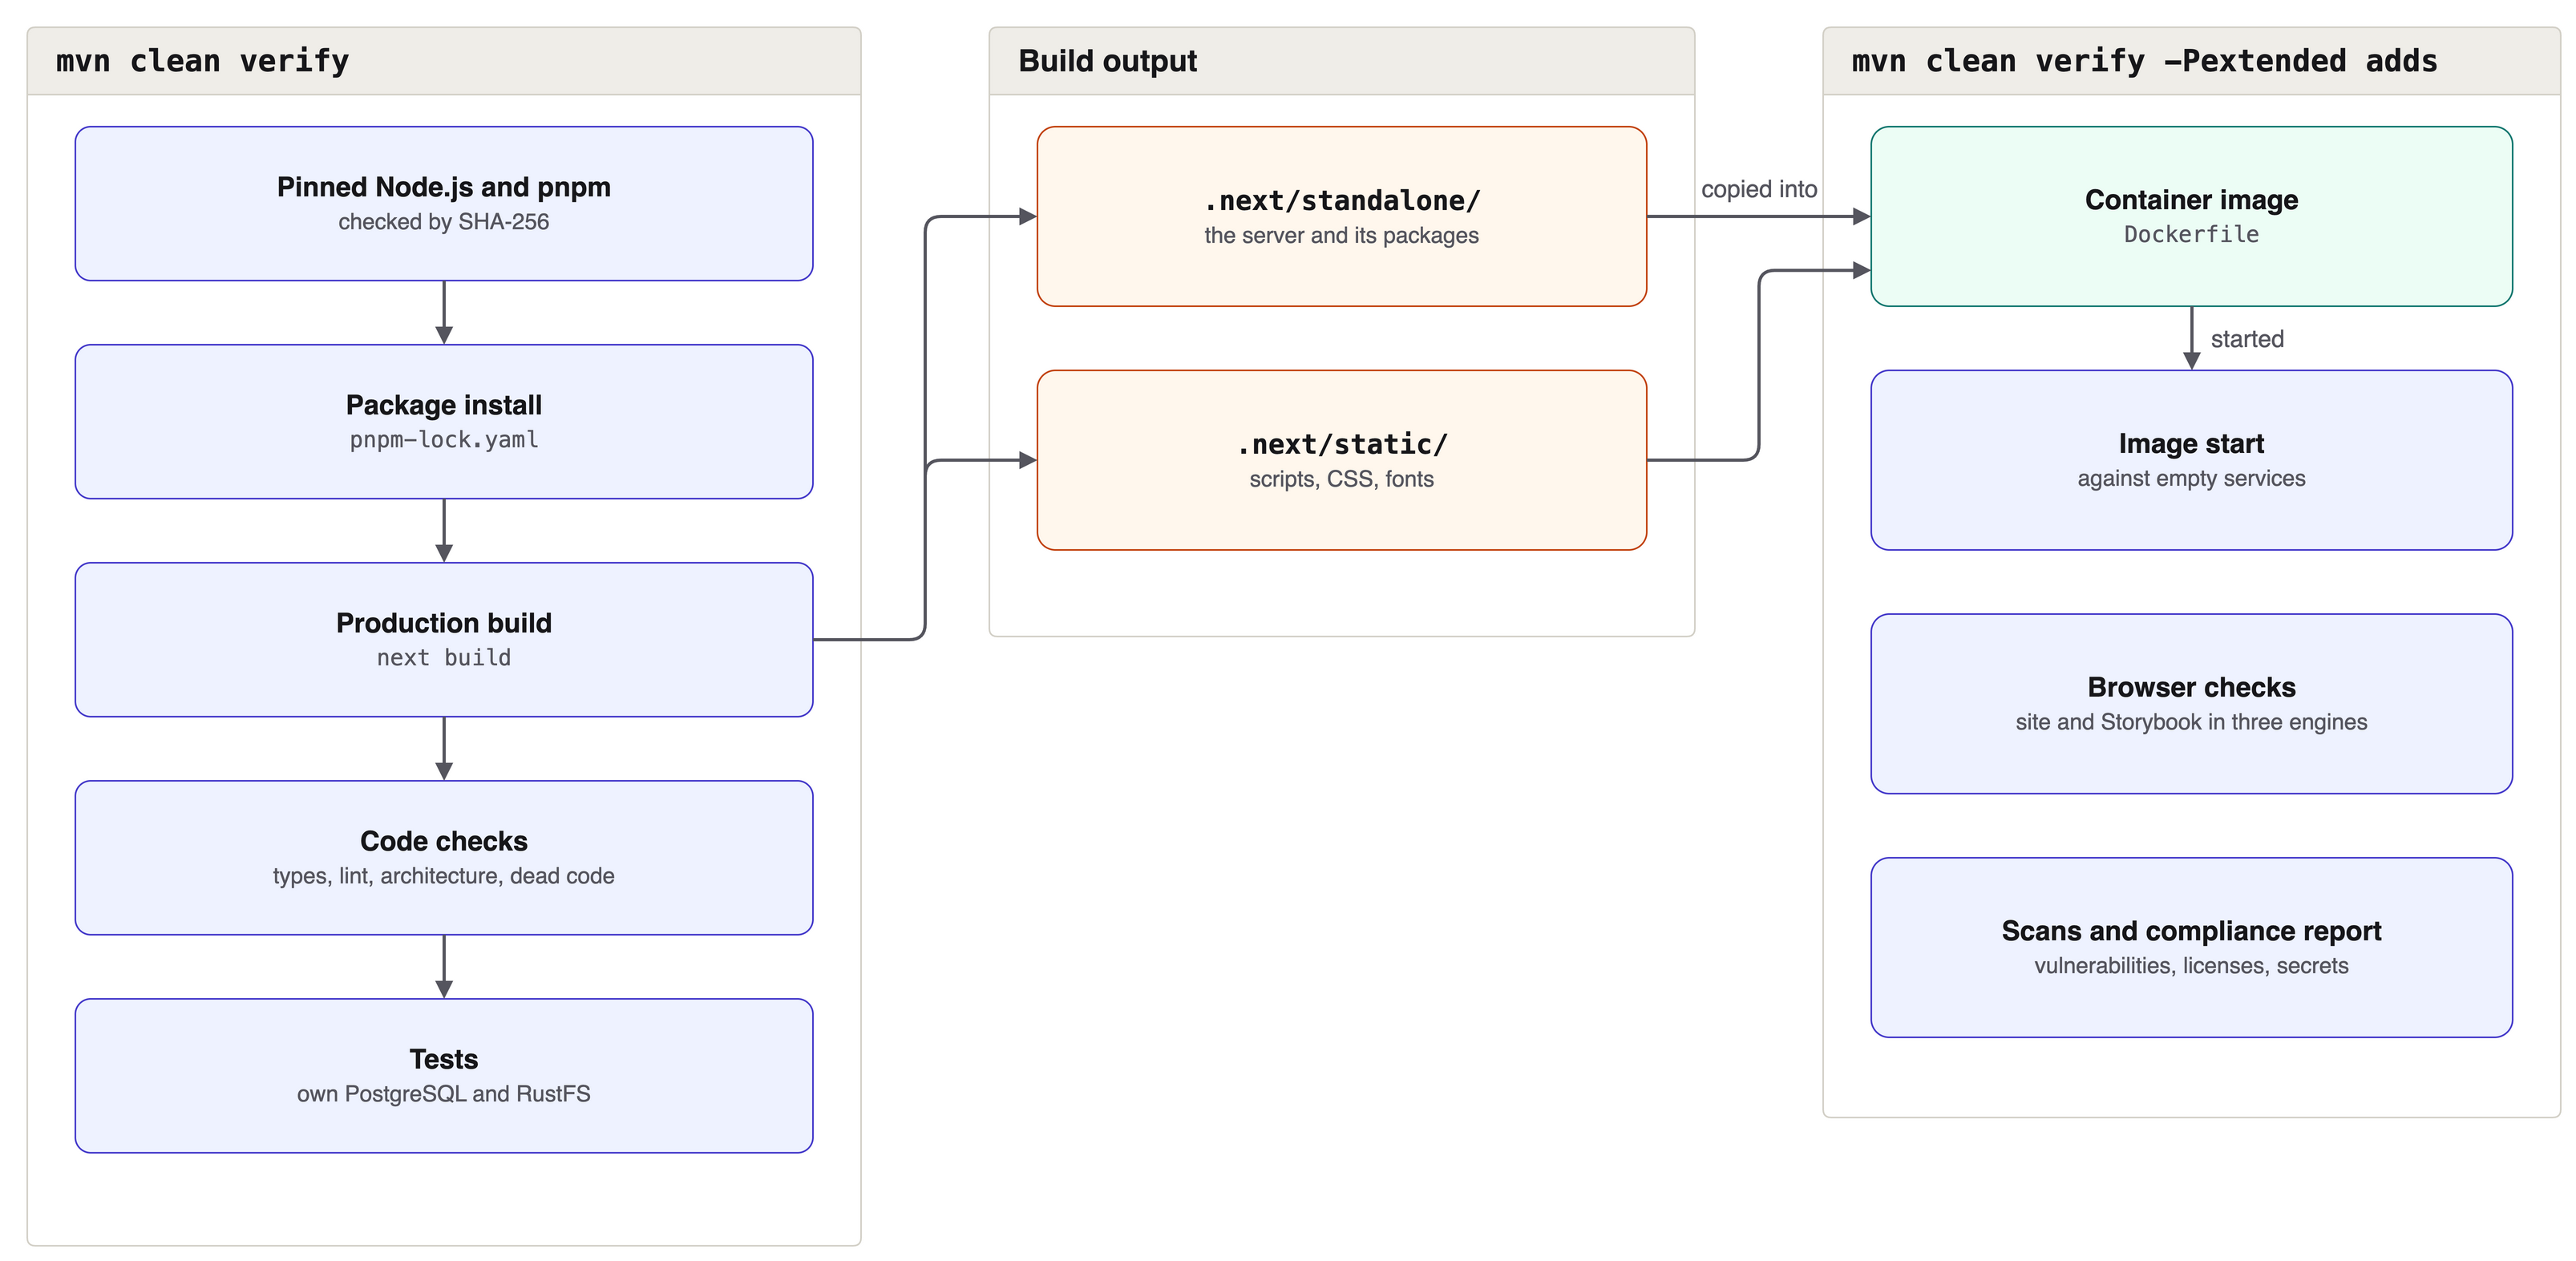 mvn clean verify
Pinned Node.js and pnpm
checked by SHA-256
Package install
pnpm-lock.yaml
Production build
next build
Code checks
types, lint, architecture, dead code
Tests
own PostgreSQL and RustFS
Build output
.next/standalone/
the server and its packages
.next/static/
scripts, CSS, fonts
copied into
mvn clean verify -Pextended adds
Container image
Dockerfile
started
Image start
against empty services
Browser checks
site and Storybook in three engines
Scans and compliance report
vulnerabilities, licenses, secrets